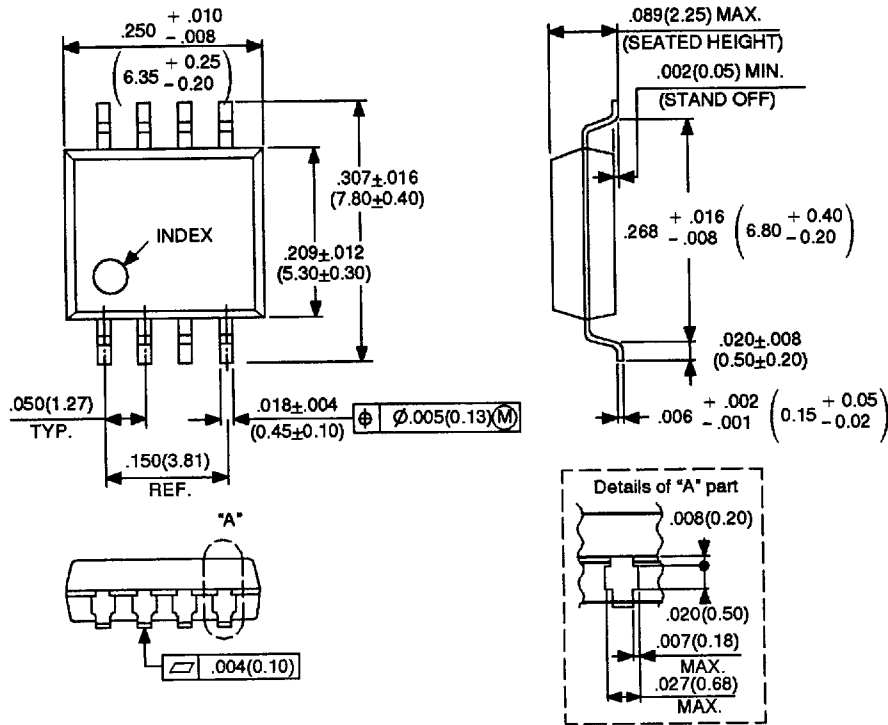 .250 + .010 - .008
(6.35 + 0.25 - 0.20)
INDEX
.307±.016
(7.80±0.40)
.209±.012
(5.30±0.30)
.050(1.27)
TYP.
.018±.004
(0.45±0.10)
⌖ Ø.005(0.13)Ⓜ
.150(3.81)
REF.
.089(2.25) MAX.
(SEATED HEIGHT)
.002(0.05) MIN.
(STAND OFF)
.268 + .016 - .008 (6.80 + 0.40 - 0.20)
.020±.008
(0.50±0.20)
.006 + .002 - .001 (0.15 + 0.05 - 0.02)
"A"
.004(0.10)
Details of "A" part
.008(0.20)
.020(0.50)
.007(0.18)
MAX.
.027(0.68)
MAX.